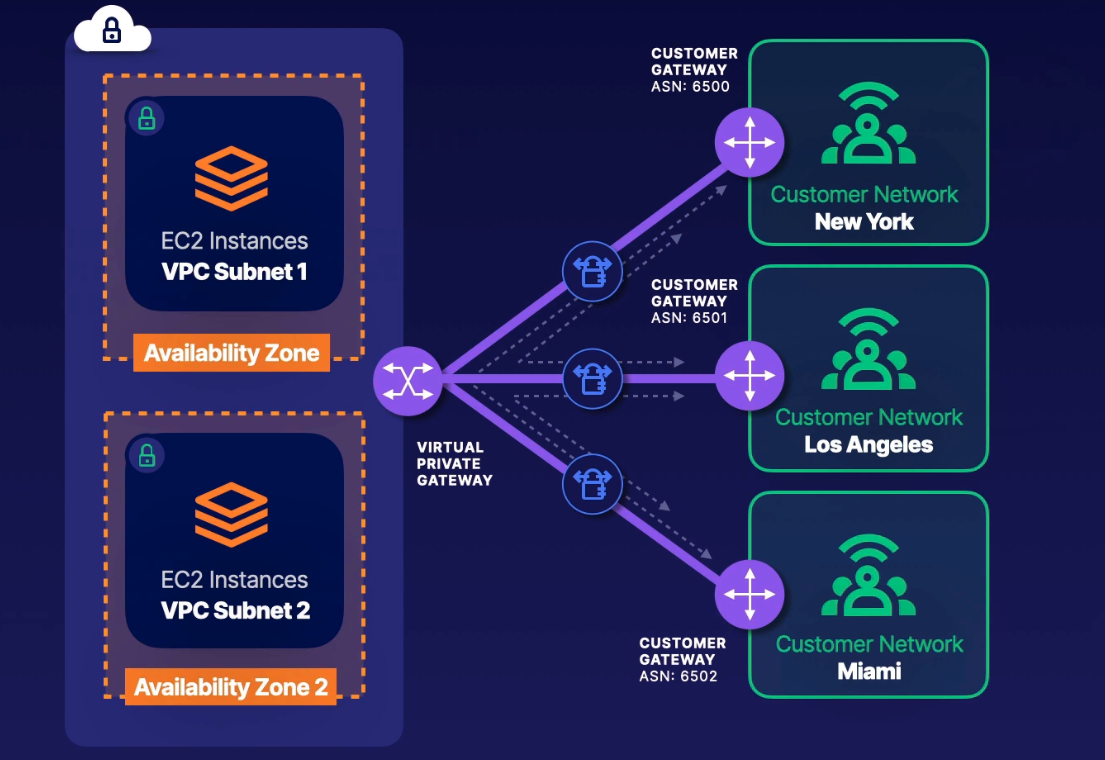 EC2 Instances
VPC Subnet 1
Availability Zone
EC2 Instances
VPC Subnet 2
Availability Zone 2
VIRTUAL
PRIVATE
GATEWAY
CUSTOMER
GATEWAY
ASN: 6500
Customer Network
New York
CUSTOMER
GATEWAY
ASN: 6501
Customer Network
Los Angeles
CUSTOMER
GATEWAY
ASN: 6502
Customer Network
Miami